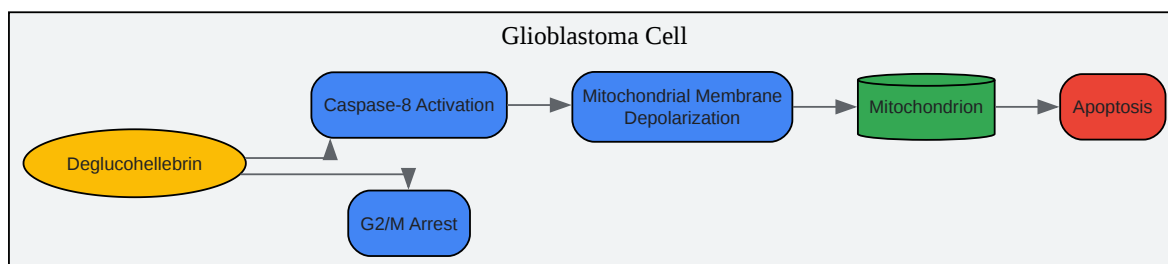 Glioblastoma Cell
Caspase-8 Activation
Mitochondrial Membrane
Depolarization
Mitochondrion
Apoptosis
Deglucohellebrin
G2/M Arrest